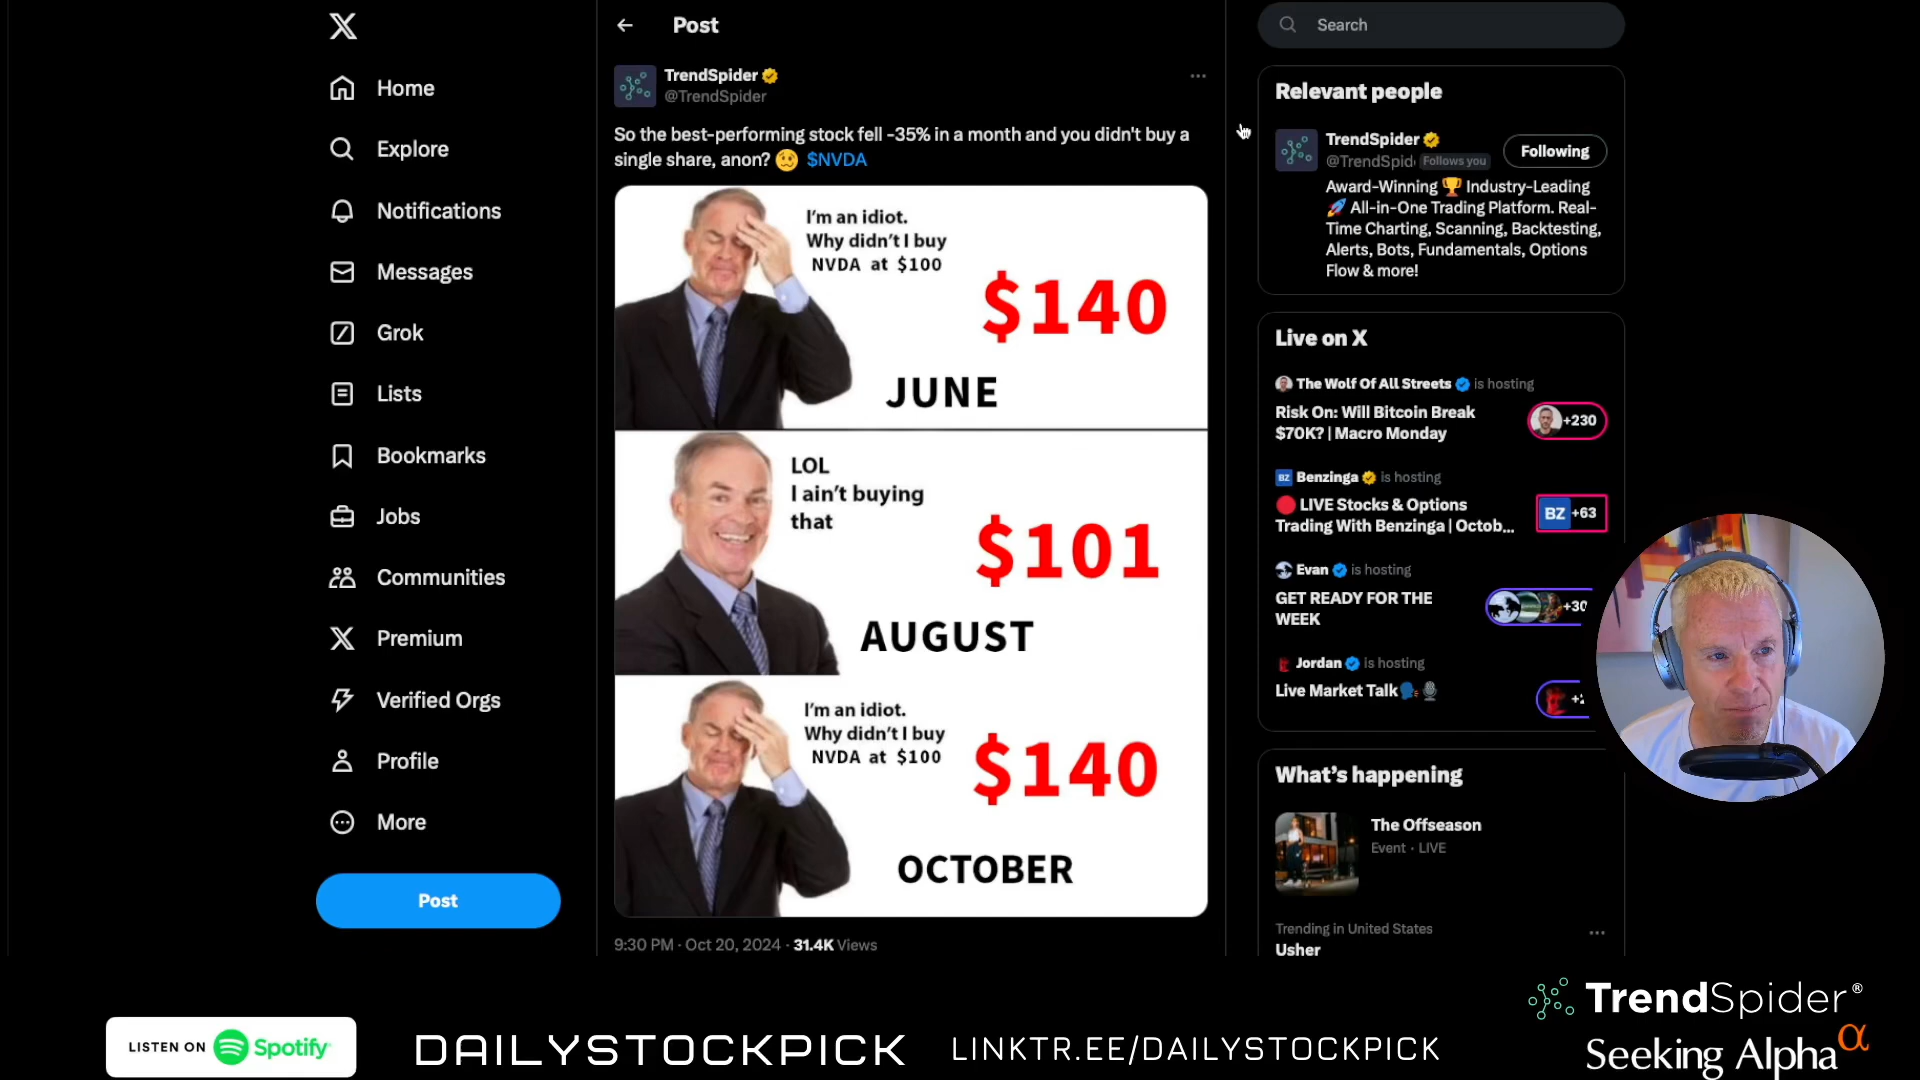 Home
Explore
Notifications
Messages
Grok
Lists
Bookmarks
Jobs
Communities
Premium
Verified Orgs
Profile
More
Post
Post
TrendSpider
@TrendSpider
So the best-performing stock fell -35% in a month and you didn't buy a
single share, anon? 🥴 $NVDA
I'm an idiot.
Why didn't I buy
NVDA at $100
$140
JUNE
LOL
I ain't buying
that
$101
AUGUST
I'm an idiot.
Why didn't I buy
NVDA at $100
$140
OCTOBER
9:30 PM · Oct 20, 2024 · 31.4K Views
Search
Relevant people
TrendSpider
@TrendSpid Follows you
Following
Award-Winning 🏆 Industry-Leading
🚀 All-in-One Trading Platform. Real-
Time Charting, Scanning, Backtesting,
Alerts, Bots, Fundamentals, Options
Flow & more!
Live on X
The Wolf Of All Streets is hosting
Risk On: Will Bitcoin Break
$70K? | Macro Monday
+230
BZ Benzinga is hosting
🔴 LIVE Stocks & Options
Trading With Benzinga | Octob...
BZ +63
Evan is hosting
GET READY FOR THE
WEEK
+30
Jordan is hosting
Live Market Talk🗣️🎙️
What's happening
The Offseason
Event · LIVE
Trending in United States
Usher
LISTEN ON Spotify
DAILYSTOCKPICK
LINKTR.EE/DAILYSTOCKPICK
TrendSpider®
Seeking Alpha α